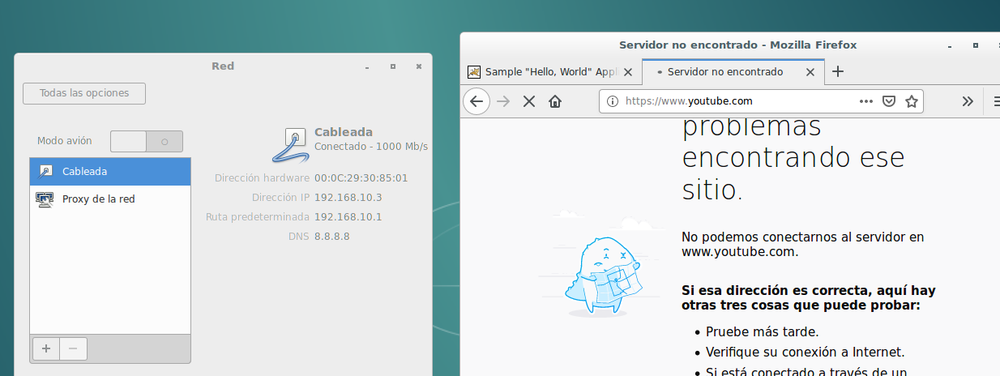 Red
Todas las opciones
Modo avión
Cableada
Proxy de la red
Cableada
Conectado - 1000 Mb/s
Dirección hardware 00:0C:29:30:85:01
Dirección IP 192.168.10.3
Ruta predeterminada 192.168.10.1
DNS 8.8.8.8
Servidor no encontrado - Mozilla Firefox
Sample "Hello, World" Appl
Servidor no encontrado
https://www.youtube.com
problemas
encontrando ese
sitio.
No podemos conectarnos al servidor en
www.youtube.com.
Si esa dirección es correcta, aquí hay
otras tres cosas que puede probar:
• Pruebe más tarde.
• Verifique su conexión a Internet.
• Si está conectado a través de un